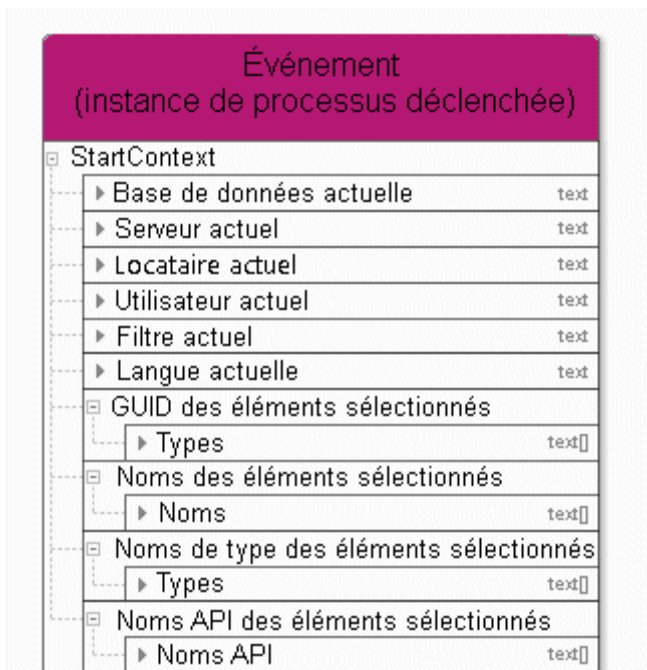 Événement
(instance de processus déclenchée)
StartContext
Base de données actuelle text
Serveur actuel text
Locataire actuel text
Utilisateur actuel text
Filtre actuel text
Langue actuelle text
GUID des éléments sélectionnés
Types text[]
Noms des éléments sélectionnés
Noms text[]
Noms de type des éléments sélectionnés
Types text[]
Noms API des éléments sélectionnés
Noms API text[]